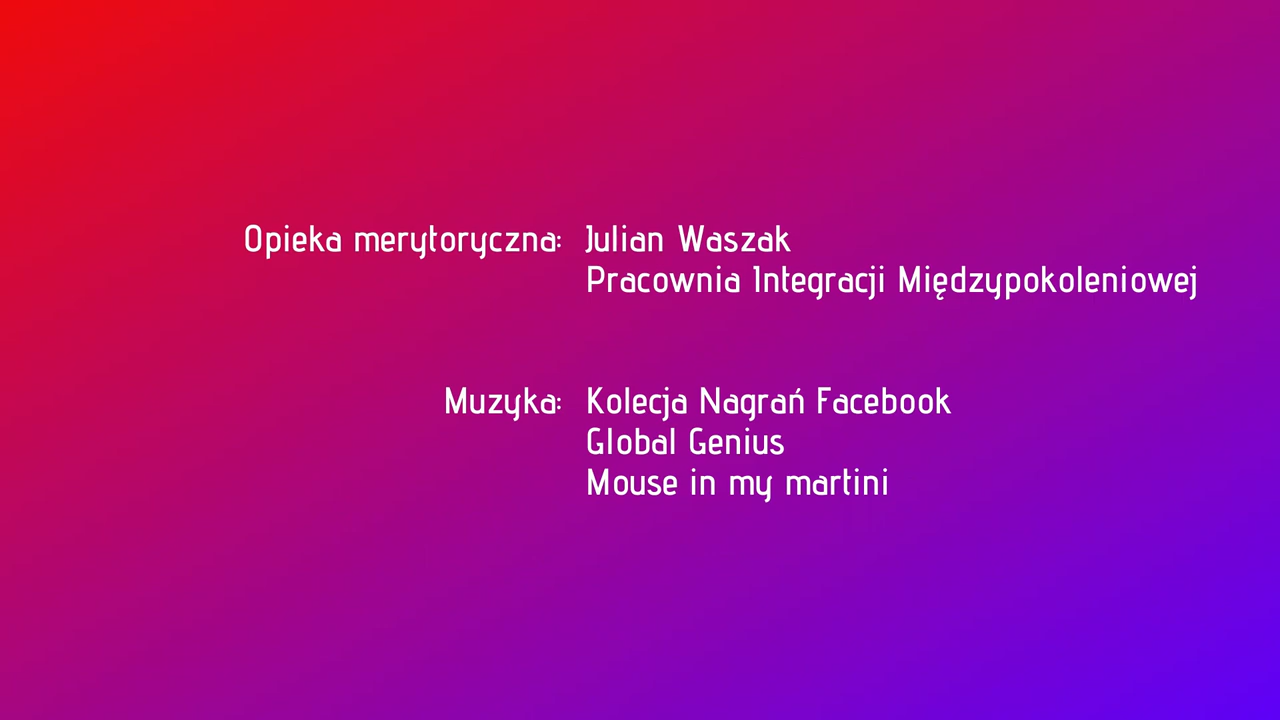 Opieka merytoryczna: Julian Waszak
Pracownia Integracji Międzypokoleniowej
Muzyka: Kolecja Nagrań Facebook
Global Genius
Mouse in my martini